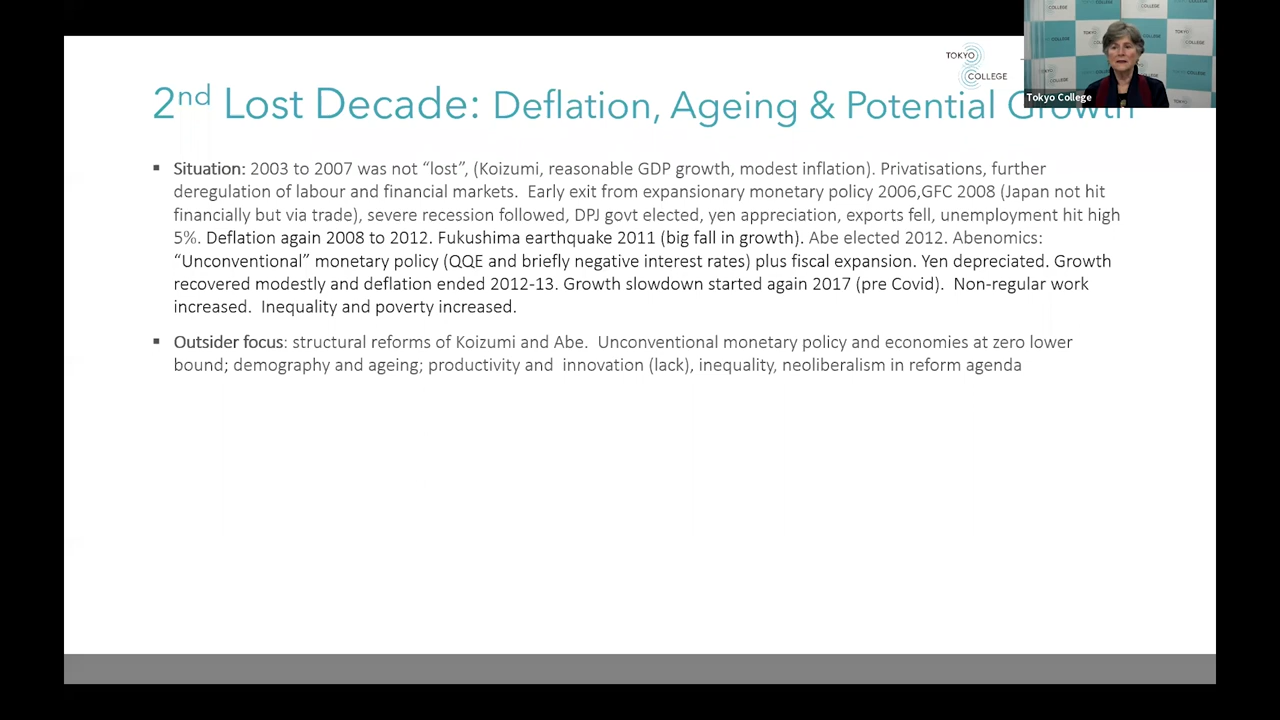 TOKYO
COLLEGE
Tokyo College
2nd Lost Decade: Deflation, Ageing & Potential Growth
▪ Situation: 2003 to 2007 was not “lost”, (Koizumi, reasonable GDP growth, modest inflation). Privatisations, further
deregulation of labour and financial markets.  Early exit from expansionary monetary policy 2006,GFC 2008 (Japan not hit
financially but via trade), severe recession followed, DPJ govt elected, yen appreciation, exports fell, unemployment hit high
5%. Deflation again 2008 to 2012. Fukushima earthquake 2011 (big fall in growth). Abe elected 2012. Abenomics:
“Unconventional” monetary policy (QQE and briefly negative interest rates) plus fiscal expansion. Yen depreciated. Growth
recovered modestly and deflation ended 2012-13. Growth slowdown started again 2017 (pre Covid).  Non-regular work
increased.  Inequality and poverty increased.
▪ Outsider focus: structural reforms of Koizumi and Abe.  Unconventional monetary policy and economies at zero lower
bound; demography and ageing; productivity and  innovation (lack), inequality, neoliberalism in reform agenda